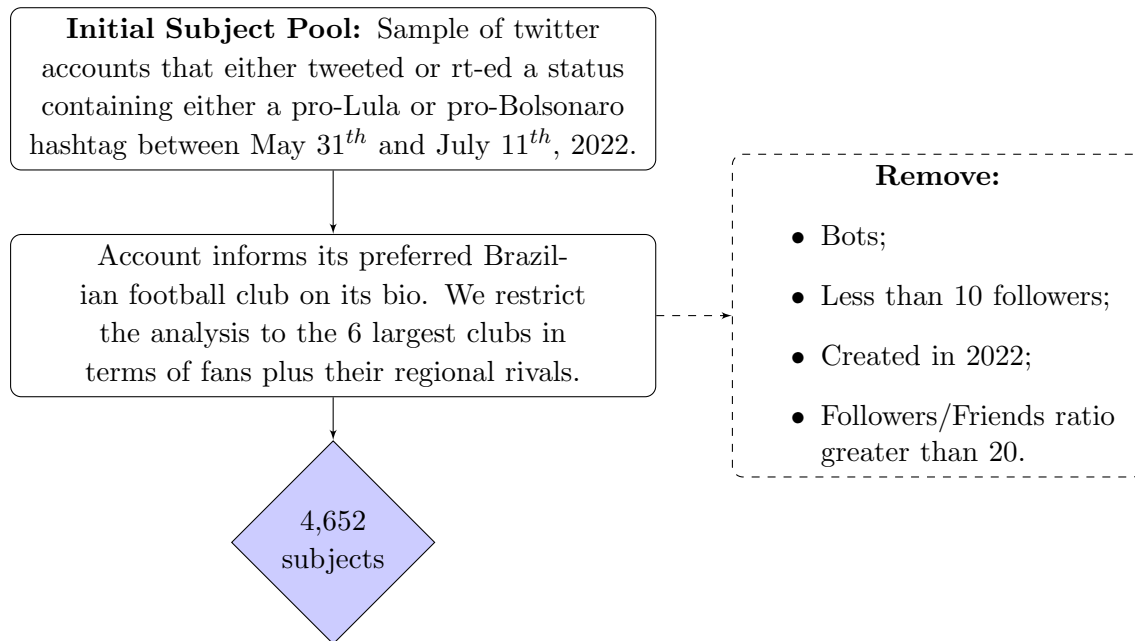 Initial Subject Pool: Sample of twitter
accounts that either tweeted or rt-ed a status
containing either a pro-Lula or pro-Bolsonaro
hashtag between May 31th and July 11th, 2022.
Account informs its preferred Brazil-
ian football club on its bio. We restrict
the analysis to the 6 largest clubs in
terms of fans plus their regional rivals.
Remove:
• Bots;
• Less than 10 followers;
• Created in 2022;
• Followers/Friends ratio
greater than 20.
4,652
subjects